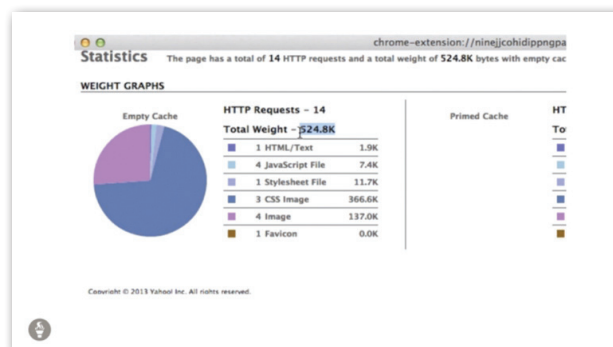 chrome-extension://ninejjcohidippngpa
Statistics The page has a total of 14 HTTP requests and a total weight of 524.8K bytes with empty cac
WEIGHT GRAPHS
Empty Cache
HTTP Requests - 14
Total Weight - 524.8K
1 HTML/Text 1.9K
4 JavaScript File 7.4K
1 Stylesheet File 11.7K
3 CSS Image 366.6K
4 Image 137.0K
1 Favicon 0.0K
Primed Cache
HT
To
Copyright © 2013 Yahoo! Inc. All rights reserved.